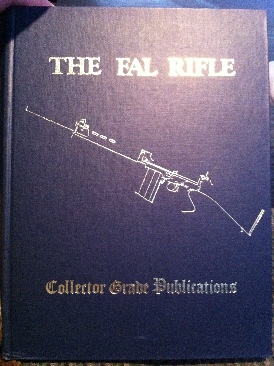 THE FAL RIFLE
Collector Grade Publications